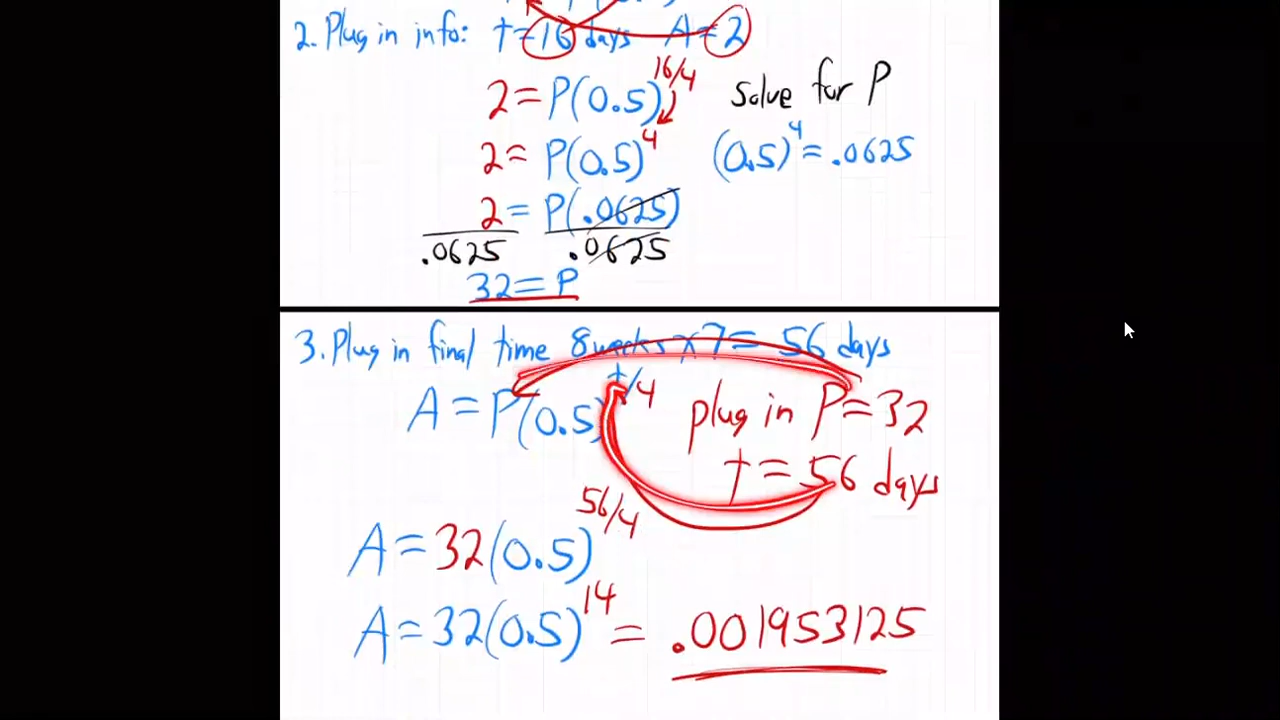 2. Plug in info: t=16 days A=2
2=P(0.5)^16/4 Solve for P
2=P(0.5)^4 (0.5)^4=.0625
2=P(.0625)
.0625 .0625
32=P
3. Plug in final time 8 weeks x 7= 56 days
A=P(0.5)^t/4 plug in P=32
t=56 days
A=32(0.5)^56/4
A=32(0.5)^14 = .001953125